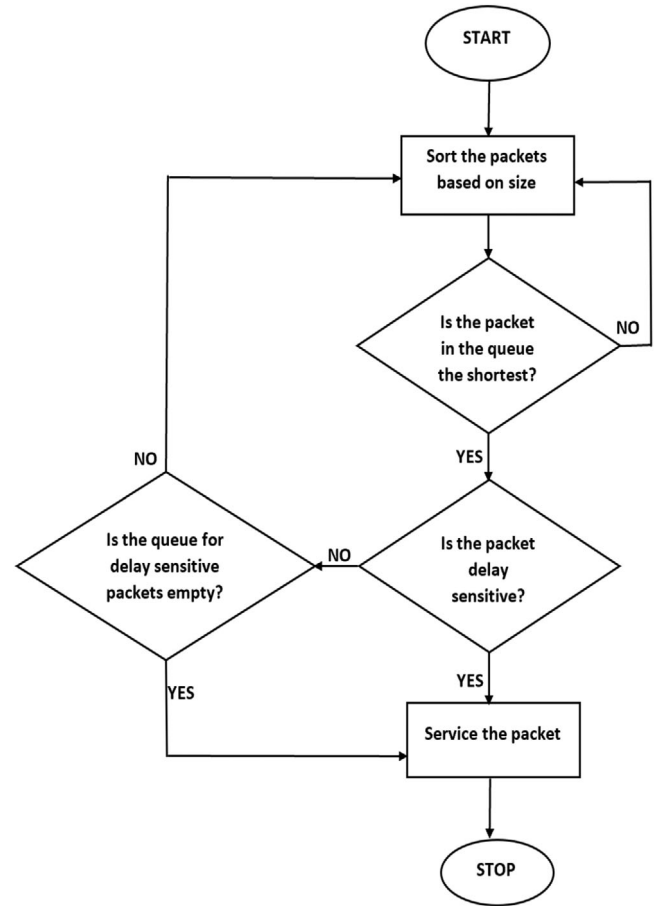 START
Sort the packets
based on size
Is the packet
in the queue
the shortest?
NO
YES
NO
Is the queue for
delay sensitive
packets empty?
NO
Is the packet
delay
sensitive?
YES
YES
Service the packet
STOP